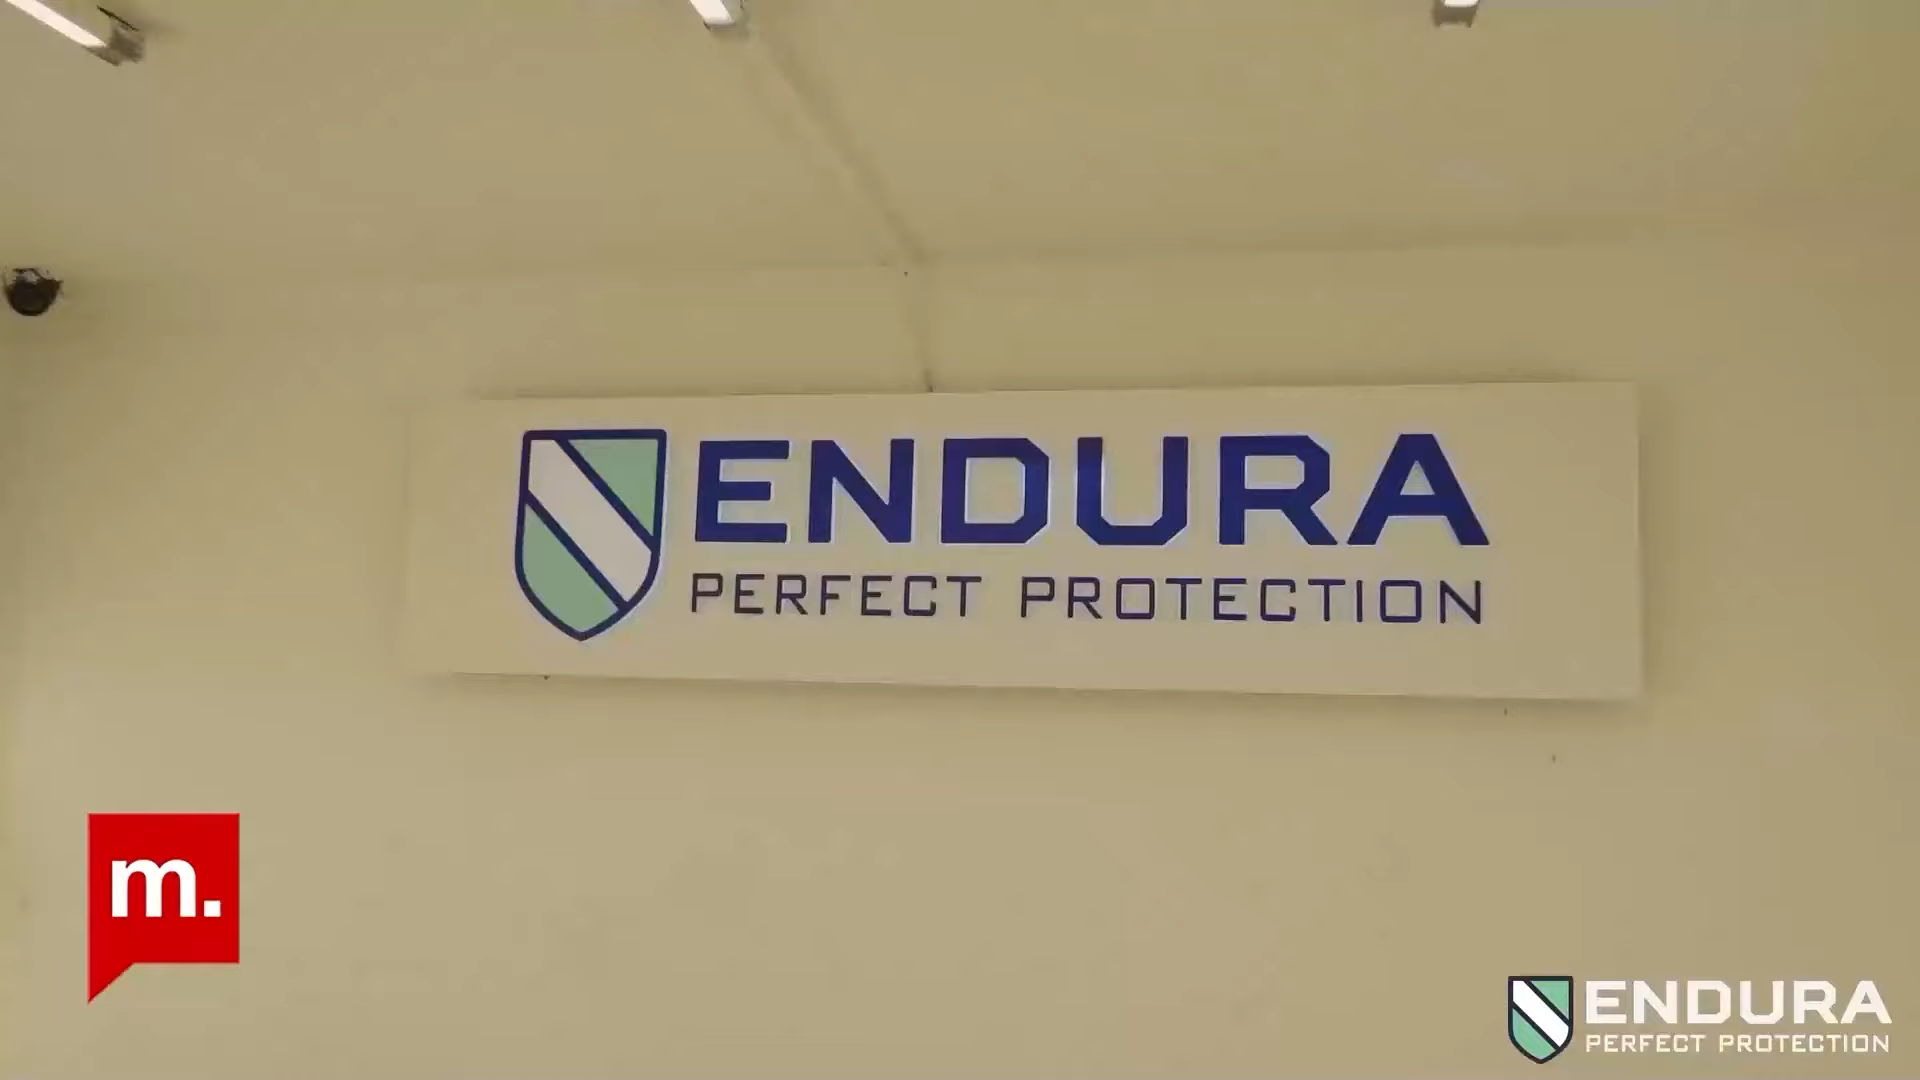 ENDURA
PERFECT PROTECTION
m.
ENDURA
PERFECT PROTECTION